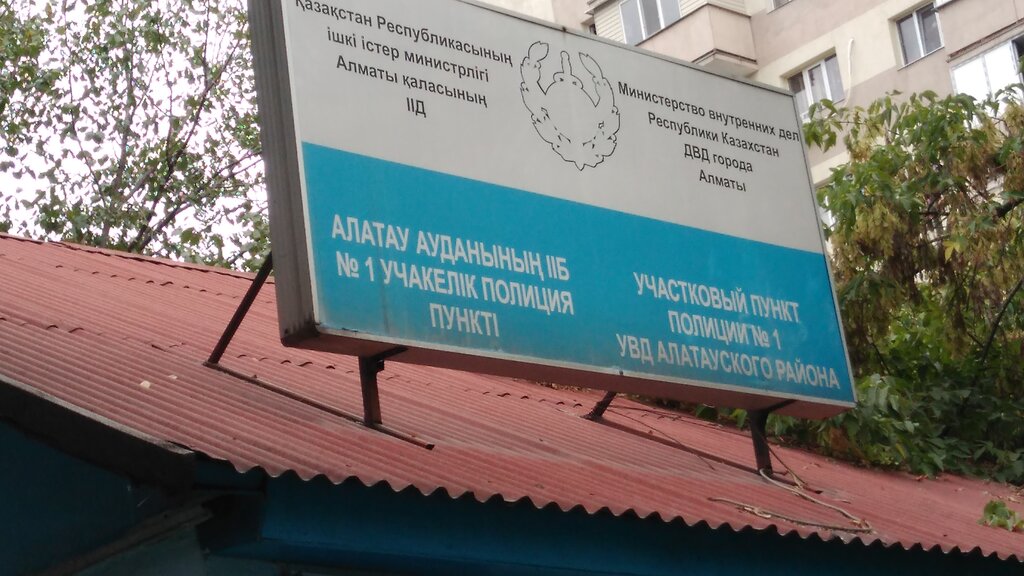 Қазақстан Республикасының
ішкі істер министрлігі
Алматы қаласының
ІІД
Министерство внутренних дел
Республики Казахстан
ДВД города
Алматы
АЛАТАУ АУДАНЫНЫҢ ІІБ
№ 1 УЧАКЕЛІК ПОЛИЦИЯ
ПУНКТІ
УЧАСТКОВЫЙ ПУНКТ
ПОЛИЦИИ № 1
УВД АЛАТАУСКОГО РАЙОНА